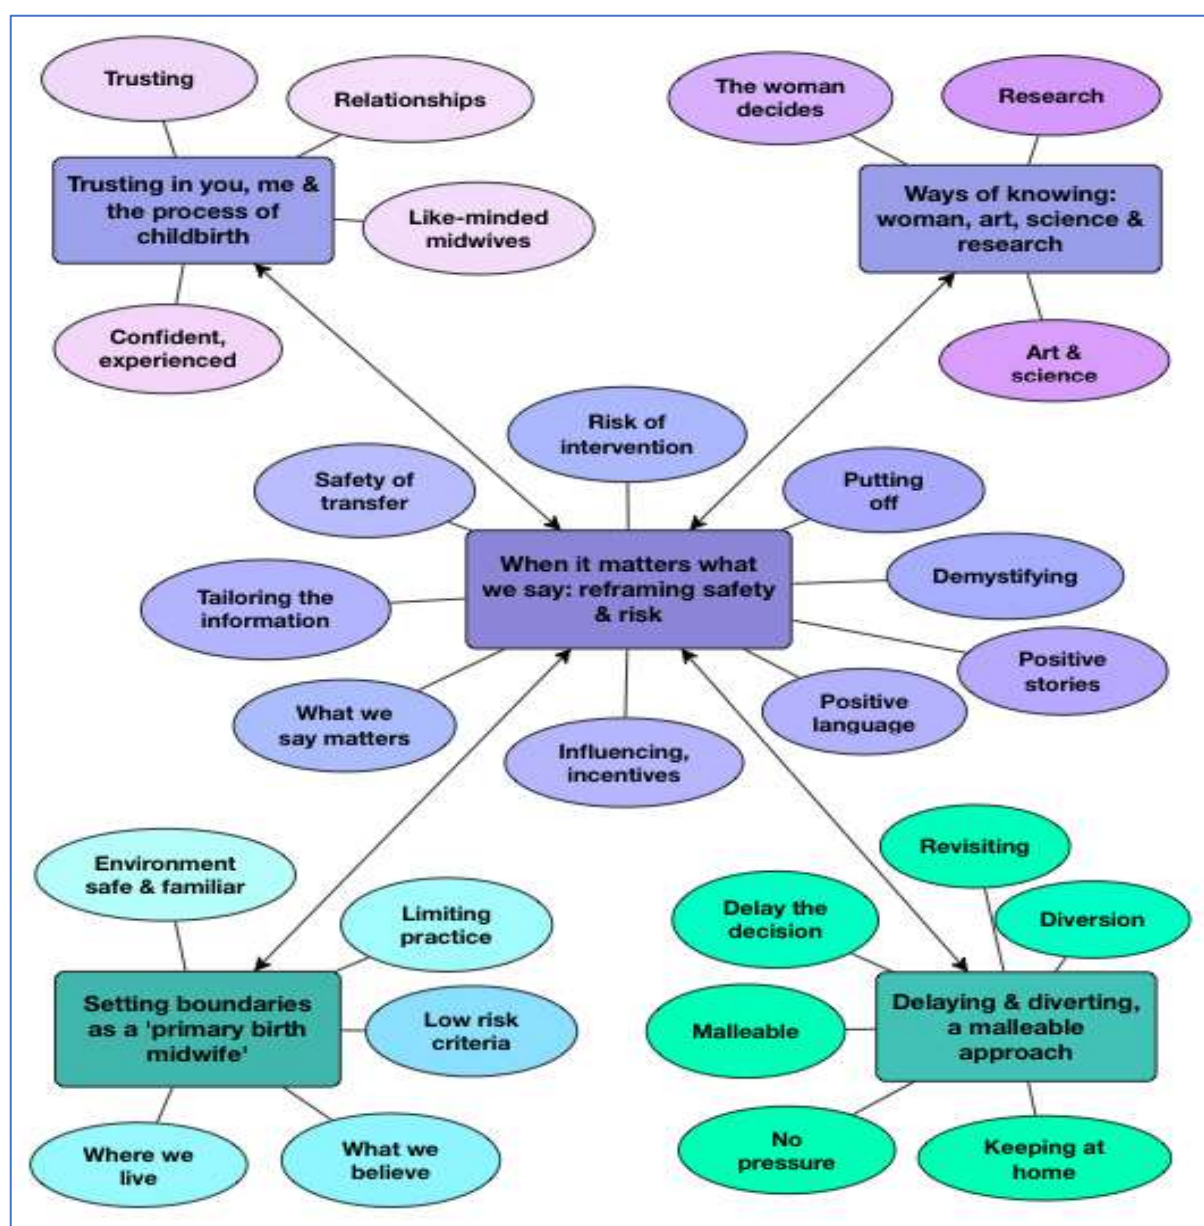 Trusting
Relationships
Trusting in you, me &
the process of
childbirth
Like-minded
midwives
Confident,
experienced
The woman
decides
Research
Ways of knowing:
woman, art, science &
research
Art &
science
Risk of
intervention
Safety of
transfer
Putting
off
When it matters what
we say: reframing safety
& risk
Demystifying
Tailoring the
information
Positive
stories
What we
say matters
Positive
language
Influencing,
incentives
Environment
safe & familiar
Limiting
practice
Setting boundaries
as a 'primary birth
midwife'
Low risk
criteria
Where we
live
What we
believe
Revisiting
Delay the
decision
Diversion
Malleable
Delaying & diverting,
a malleable
approach
No
pressure
Keeping at
home